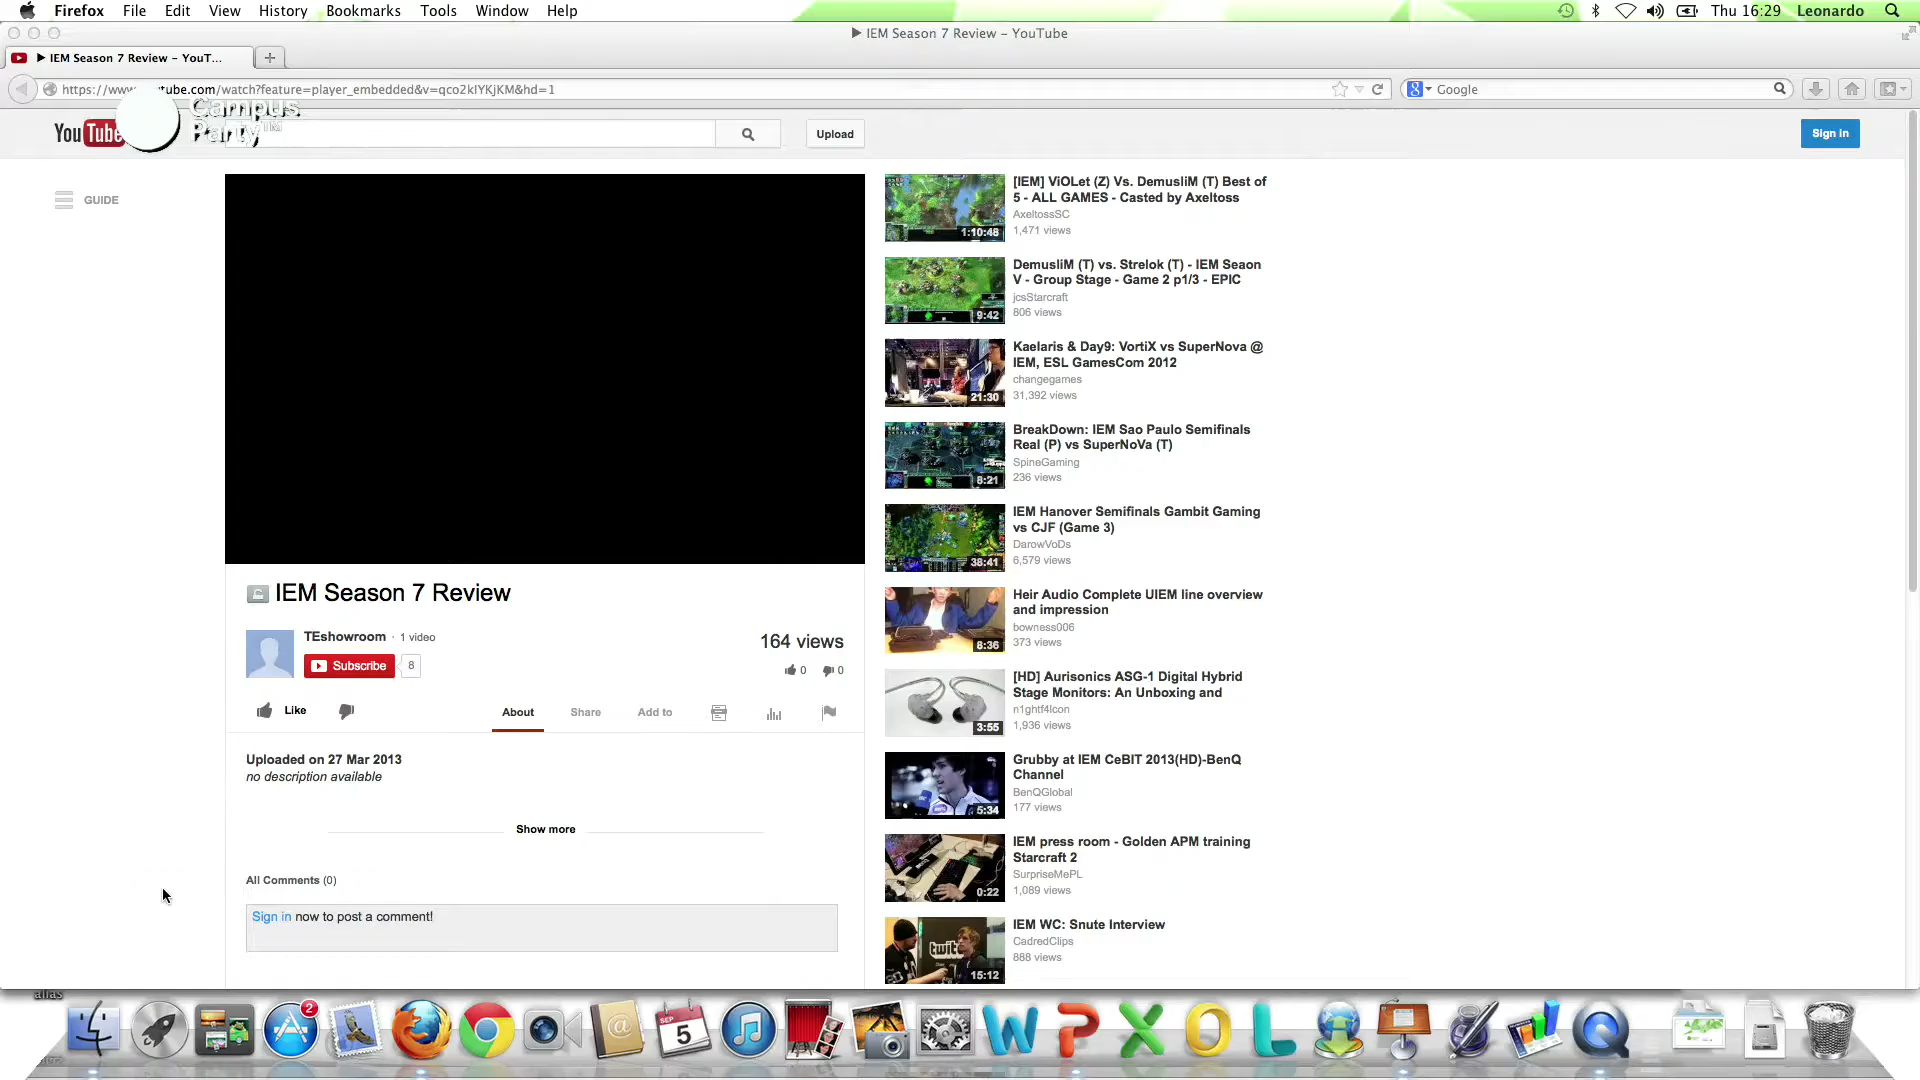 Firefox File Edit View History Bookmarks Tools Window Help
Thu 16:29 Leonardo
IEM Season 7 Review – YouTube
IEM Season 7 Review – YouT...
tube.com/watch?feature=player_embedded&v=qco2kIYKjKM&hd=1
Google
Campus
Party™
YouTube
Upload
Sign in
GUIDE
[IEM] ViOLet (Z) Vs. DemusliM (T) Best of
5 - ALL GAMES - Casted by Axeltoss
AxeltossSC
1,471 views
1:10:48
DemusliM (T) vs. Strelok (T) - IEM Seaon
V - Group Stage - Game 2 p1/3 - EPIC
jcsStarcraft
806 views
9:42
Kaelaris & Day9: VortiX vs SuperNova @
IEM, ESL GamesCom 2012
changegames
31,392 views
21:30
BreakDown: IEM Sao Paulo Semifinals
Real (P) vs SuperNoVa (T)
SpineGaming
236 views
8:21
IEM Hanover Semifinals Gambit Gaming
vs CJF (Game 3)
DarowVoDs
6,579 views
38:41
Heir Audio Complete UIEM line overview
and impression
bowness006
373 views
8:36
[HD] Aurisonics ASG-1 Digital Hybrid
Stage Monitors: An Unboxing and
n1ghtf4lcon
1,936 views
3:55
Grubby at IEM CeBIT 2013(HD)-BenQ
Channel
BenQGlobal
177 views
5:34
IEM press room - Golden APM training
Starcraft 2
SurpriseMePL
1,089 views
0:22
IEM WC: Snute Interview
CadredClips
888 views
15:12
twitch
IEM Season 7 Review
TEshowroom · 1 video
Subscribe 8
164 views
0 0
Like
About Share Add to
Uploaded on 27 Mar 2013
no description available
Show more
All Comments (0)
Sign in now to post a comment!
alias
2
SEP
5